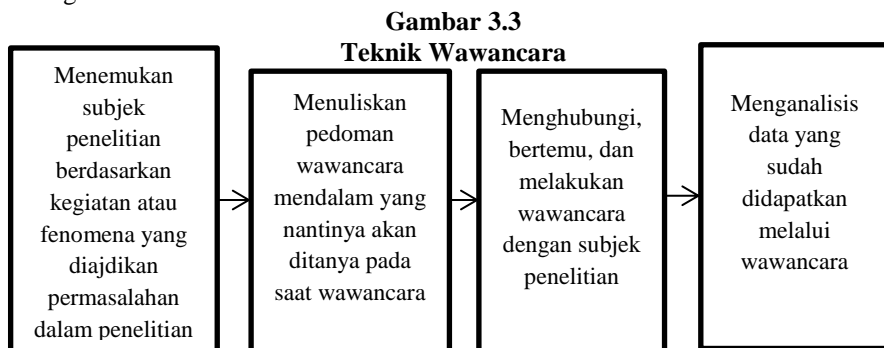 Gambar 3.3
Teknik Wawancara
Menemukan
subjek
penelitian
berdasarkan
kegiatan atau
fenomena yang
diajdikan
permasalahan
dalam penelitian
Menuliskan
pedoman
wawancara
mendalam yang
nantinya akan
ditanya pada
saat wawancara
Menghubungi,
bertemu, dan
melakukan
wawancara
dengan subjek
penelitian
Menganalisis
data yang
sudah
didapatkan
melalui
wawancara